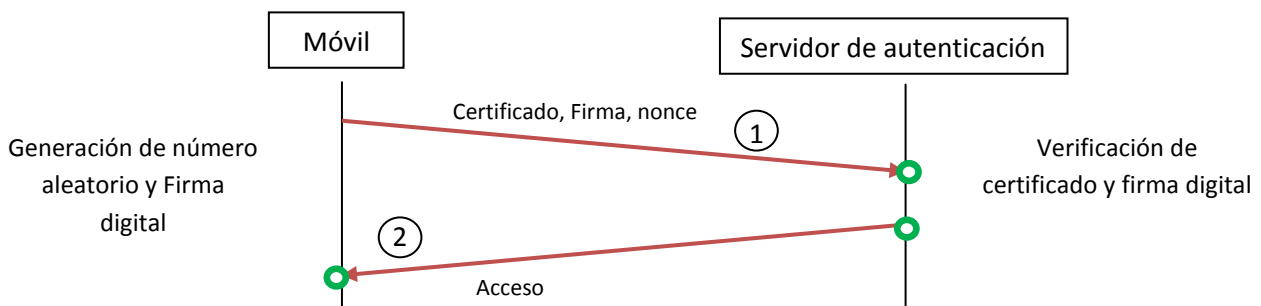 Móvil
Servidor de autenticación
Certificado, Firma, nonce
1
Generación de número
aleatorio y Firma
digital
Verificación de
certificado y firma digital
2
Acceso